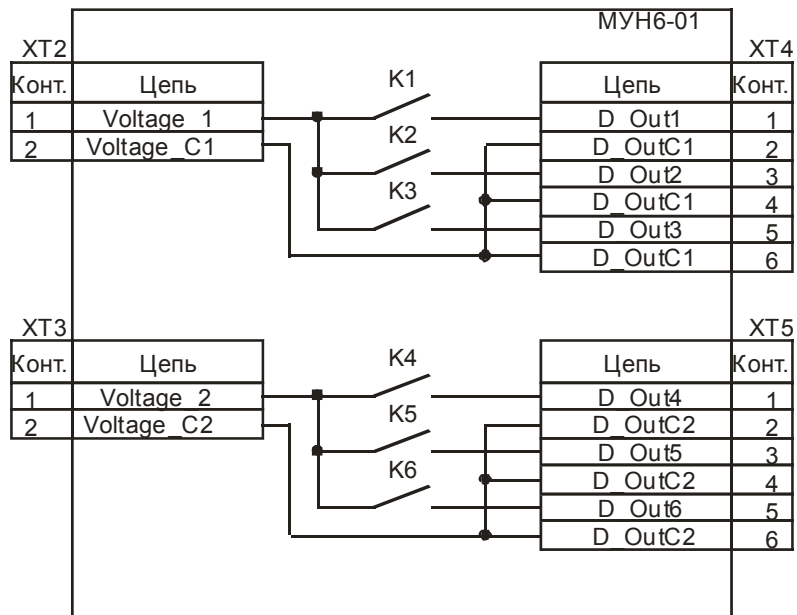 МУН6-01
XT2
XT4
Конт. Цепь
K1
Цепь Конт.
1 Voltage_1
D_Out1 1
2 Voltage_C1
K2
D_OutC1 2
D_Out2 3
K3
D_OutC1 4
D_Out3 5
D_OutC1 6
XT3
XT5
Конт. Цепь
K4
Цепь Конт.
1 Voltage_2
D_Out4 1
2 Voltage_C2
K5
D_OutC2 2
D_Out5 3
K6
D_OutC2 4
D_Out6 5
D_OutC2 6